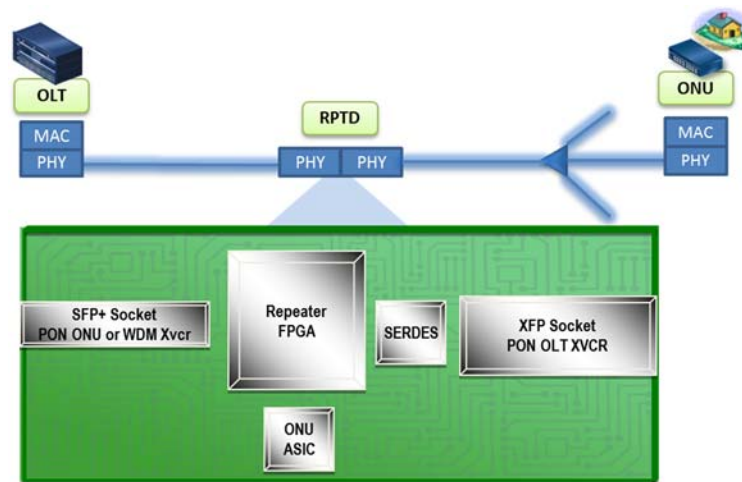 OLT
ONU
RPTD
MAC
MAC
PHY
PHY
PHY
PHY
SFP+ Socket
PON ONU or WDM Xvcr
Repeater
FPGA
SERDES
XFP Socket
PON OLT XVCR
ONU
ASIC